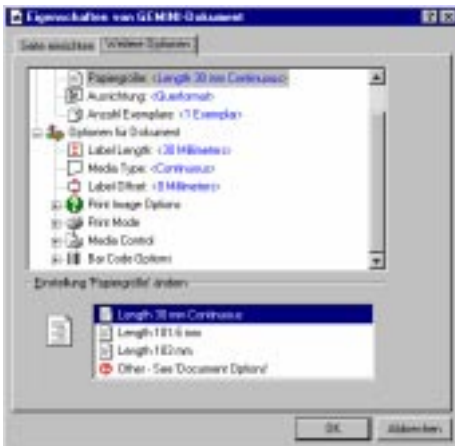 Eigenschaften von GEMINI-Dokument
Seite einrichten Weitere Optionen
Papiergröße: <Length 30 mm Continuous>
Ausrichtung: <Querformat>
Anzahl Exemplare: <1 Exemplar>
Optionen für Dokument
Label Length: <30 Millimeters>
Media Type: <Continuous>
Label Offset: <0 Millimeters>
Print Image Options
Print Mode
Media Control
Bar Code Options
Einstellung 'Papiergröße' ändern
Length 30 mm Continuous
Length 101.6 mm
Length 103 mm
Other - See 'Document Options'
OK Abbrechen